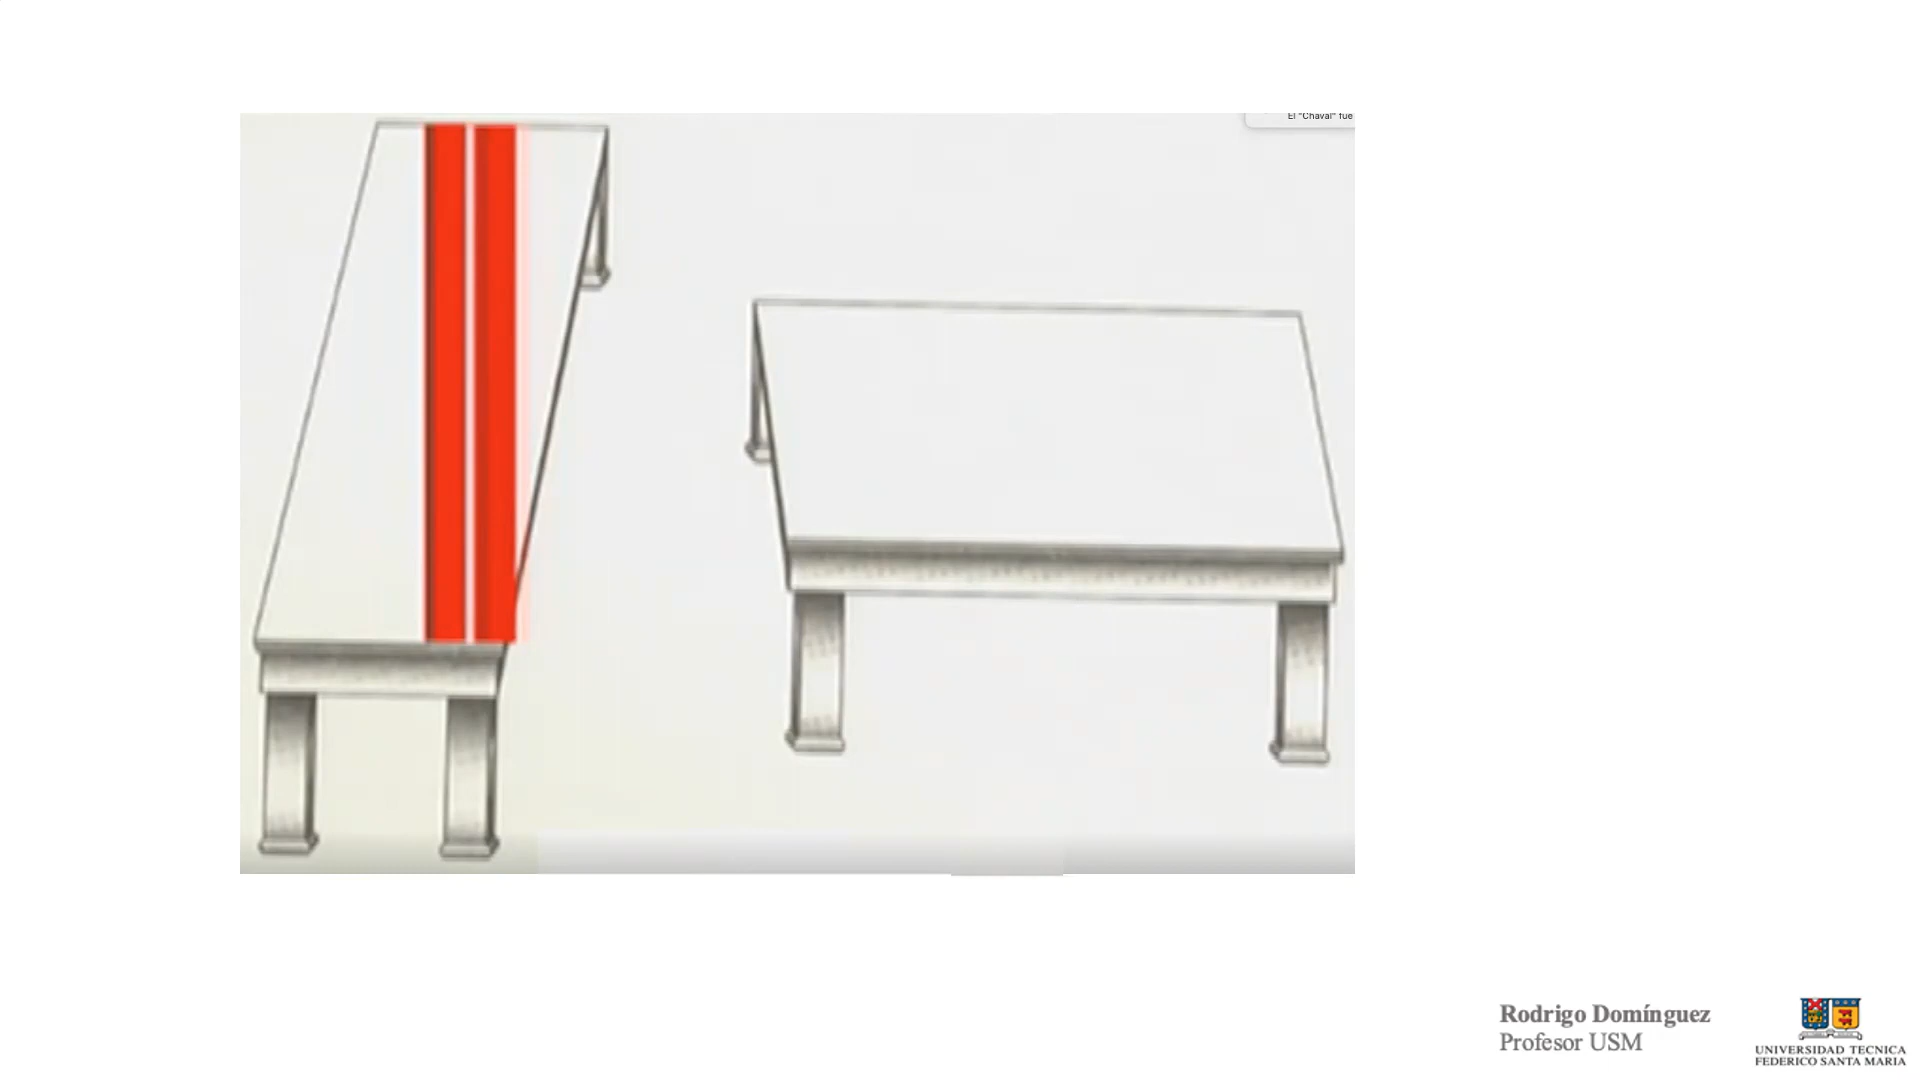 El "Chaval" fue
Rodrigo Domínguez
Profesor USM
UNIVERSIDAD TECNICA
FEDERICO SANTA MARIA